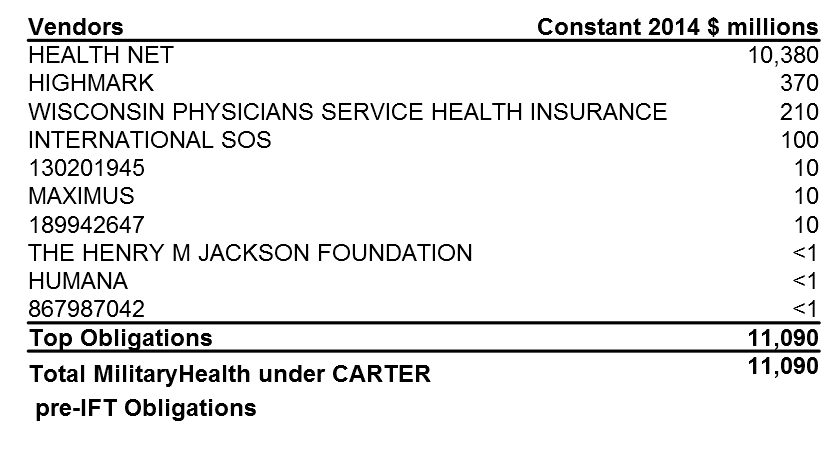 Vendors Constant 2014 $ millions
HEALTH NET 10,380
HIGHMARK 370
WISCONSIN PHYSICIANS SERVICE HEALTH INSURANCE 210
INTERNATIONAL SOS 100
130201945 10
MAXIMUS 10
189942647 10
THE HENRY M JACKSON FOUNDATION <1
HUMANA <1
867987042 <1
Top Obligations 11,090
Total MilitaryHealth under CARTER 11,090
pre-IFT Obligations